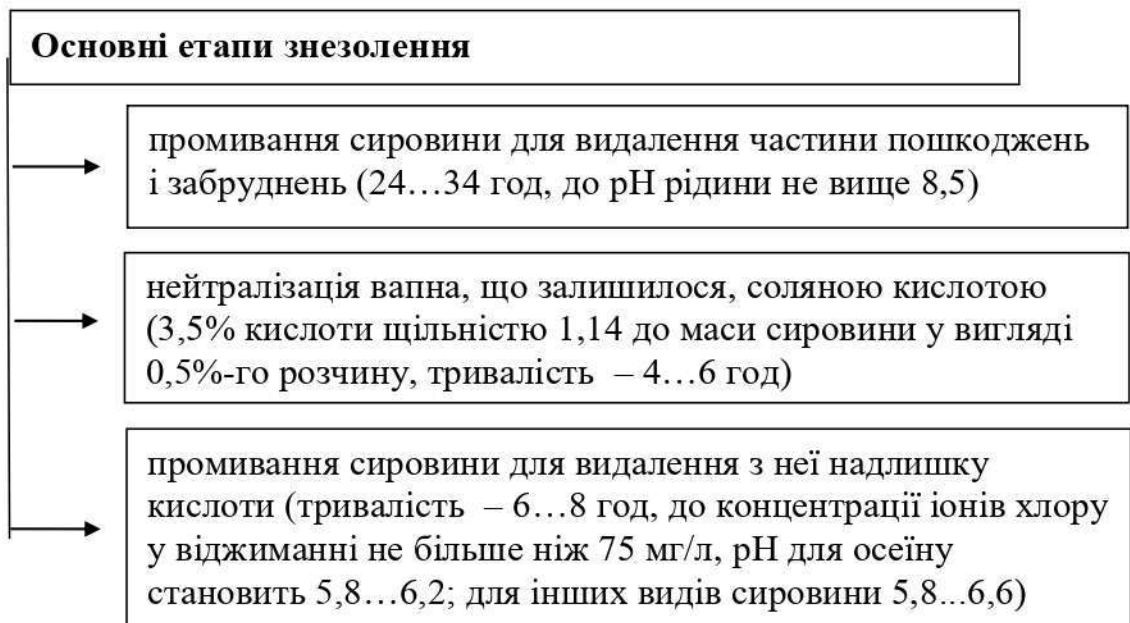 Основні етапи знезолення
промивання сировини для видалення частини пошкоджень
і забруднень (24…34 год, до рН рідини не вище 8,5)
нейтралізація вапна, що залишилося, соляною кислотою
(3,5% кислоти щільністю 1,14 до маси сировини у вигляді
0,5%-го розчину, тривалість – 4…6 год)
промивання сировини для видалення з неї надлишку
кислоти (тривалість – 6…8 год, до концентрації іонів хлору
у віджиманні не більше ніж 75 мг/л, рН для осеїну
становить 5,8…6,2; для інших видів сировини 5,8...6,6)